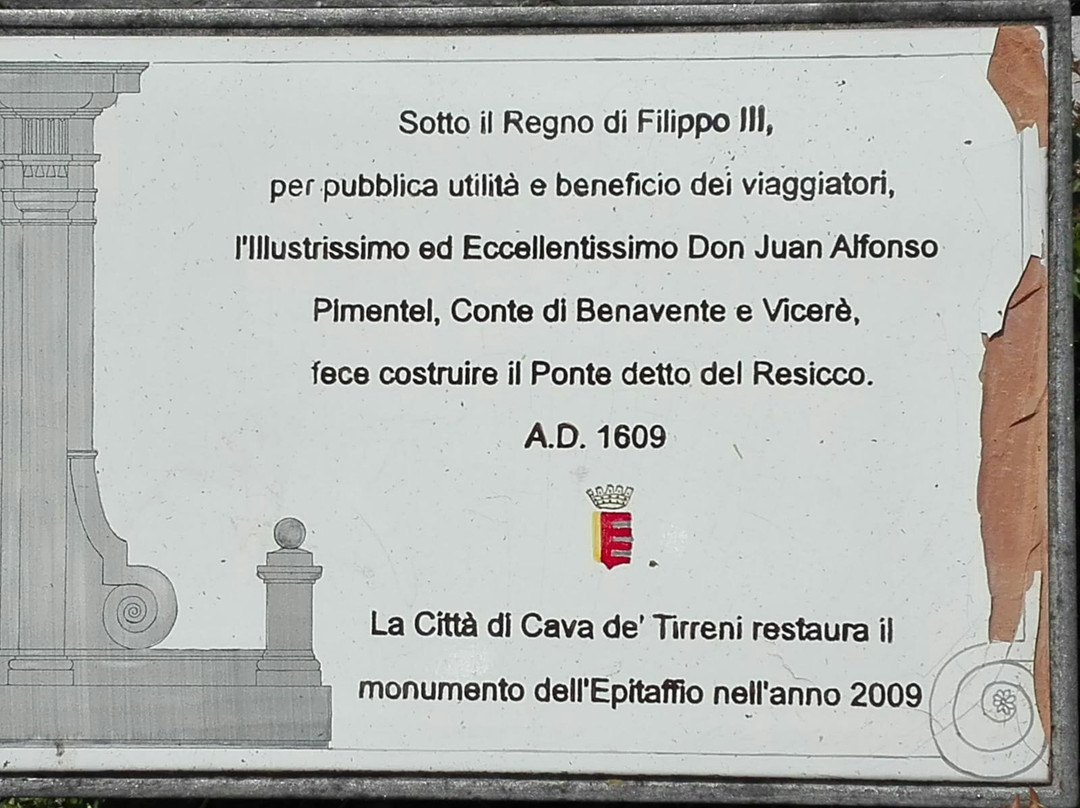 Sotto il Regno di Filippo III,
per pubblica utilità e beneficio dei viaggiatori,
l'Illustrissimo ed Eccellentissimo Don Juan Alfonso
Pimentel, Conte di Benavente e Vicerè,
fece costruire il Ponte detto del Resicco.
A.D. 1609
La Città di Cava de' Tirreni restaura il
monumento dell'Epitaffio nell'anno 2009